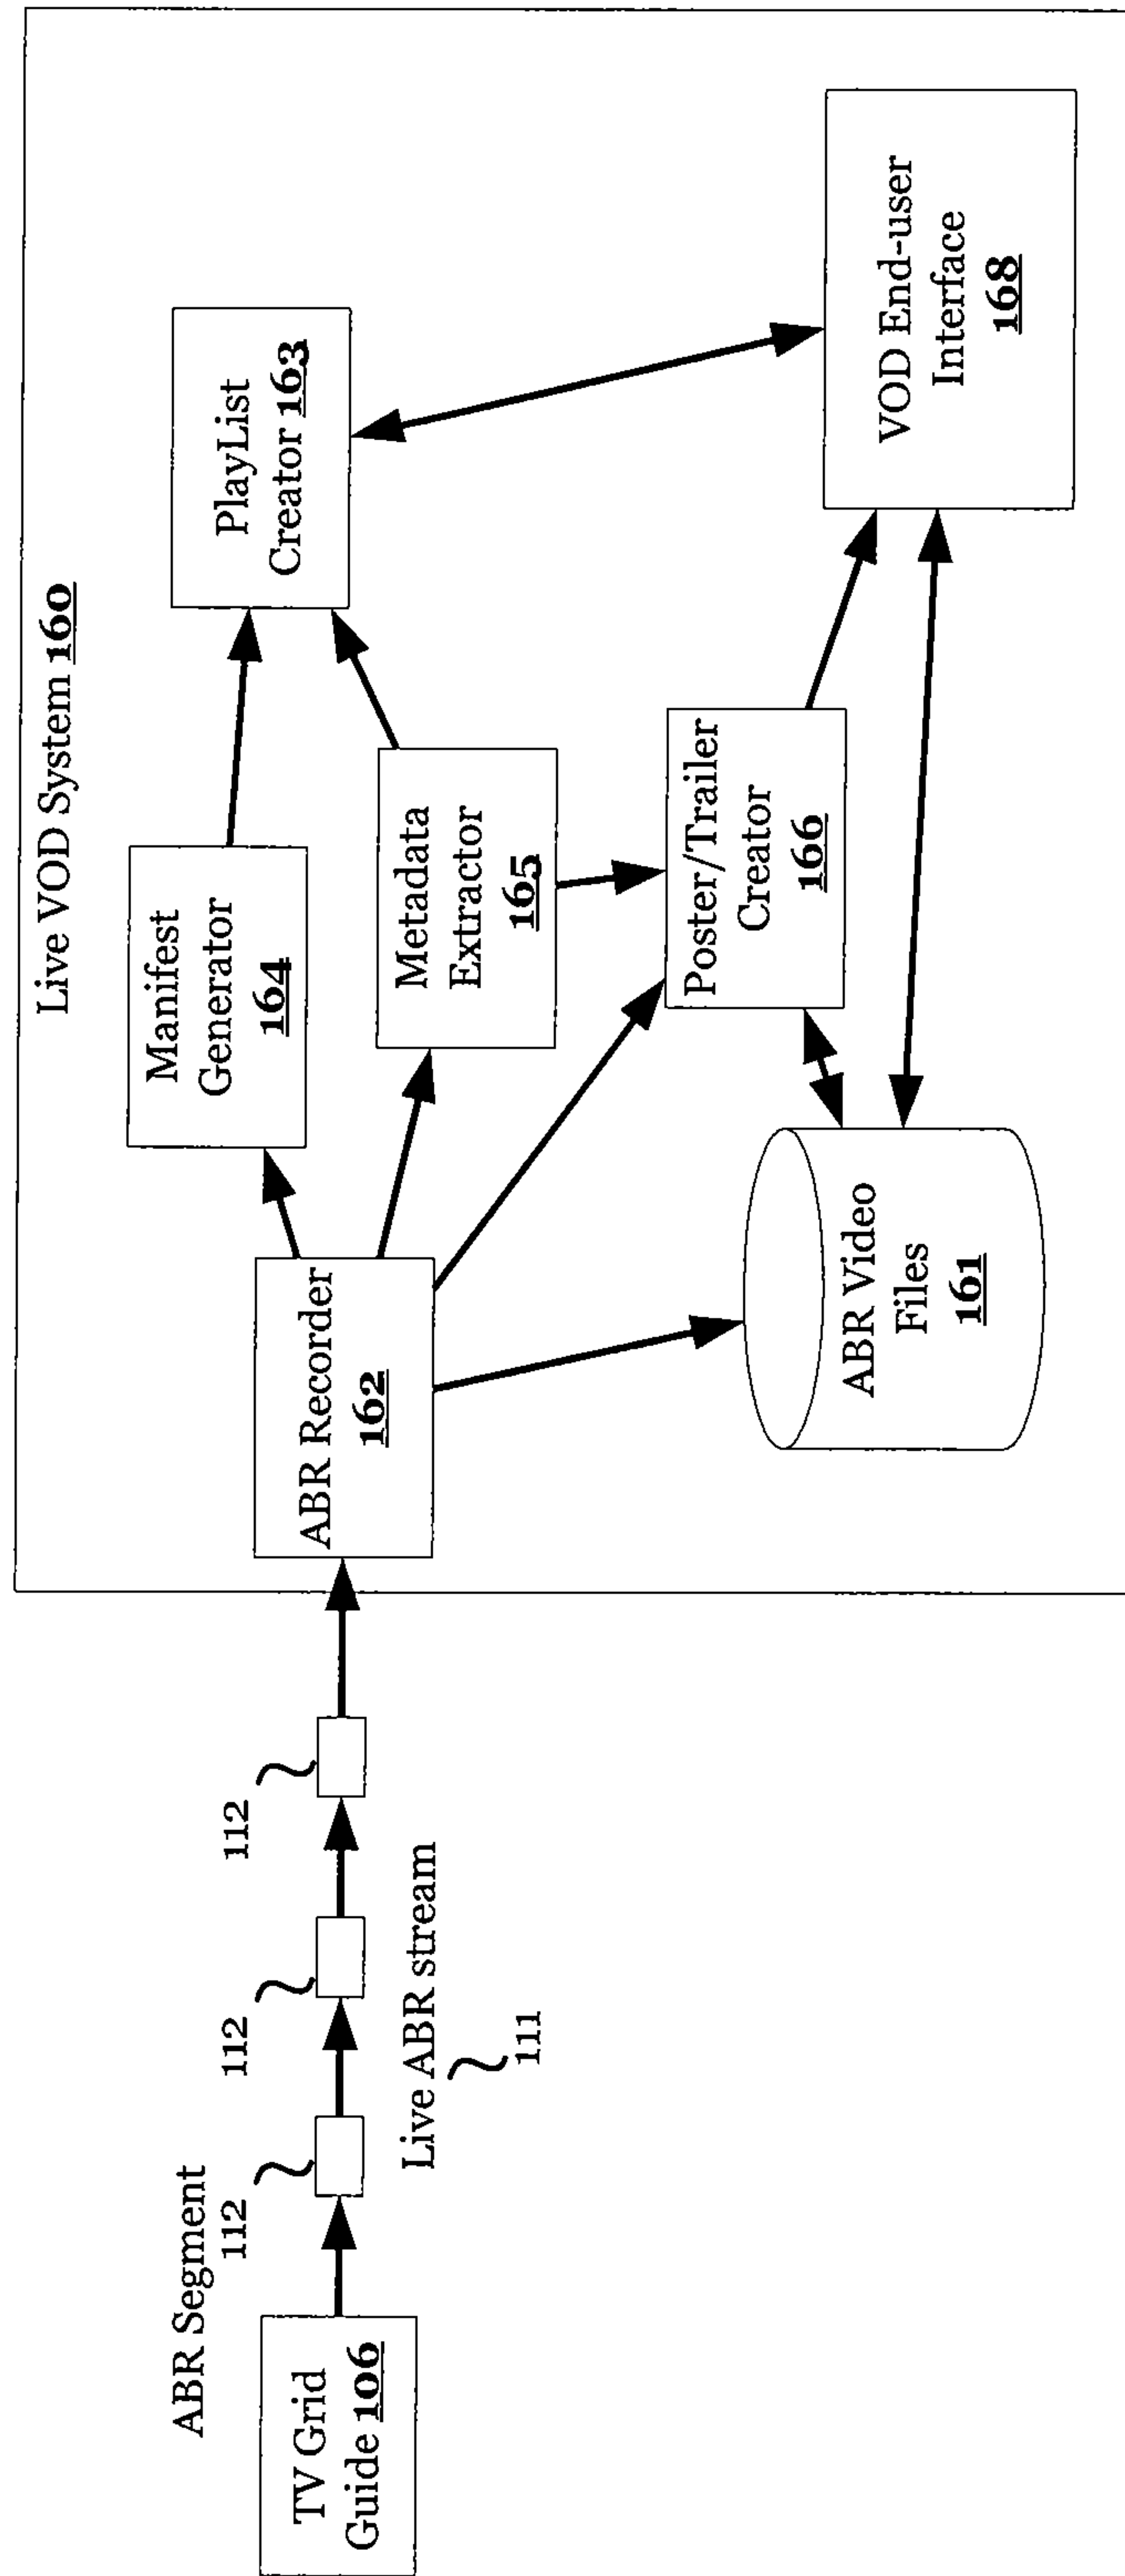 Live VOD System 160
ABR Segment
112
112
112
TV Grid
Guide 106
Live ABR stream
111
ABR Recorder
162
Manifest
Generator
164
Metadata
Extractor
165
PlayList
Creator 163
Poster/Trailer
Creator
166
ABR Video
Files
161
VOD End-user
Interface
168